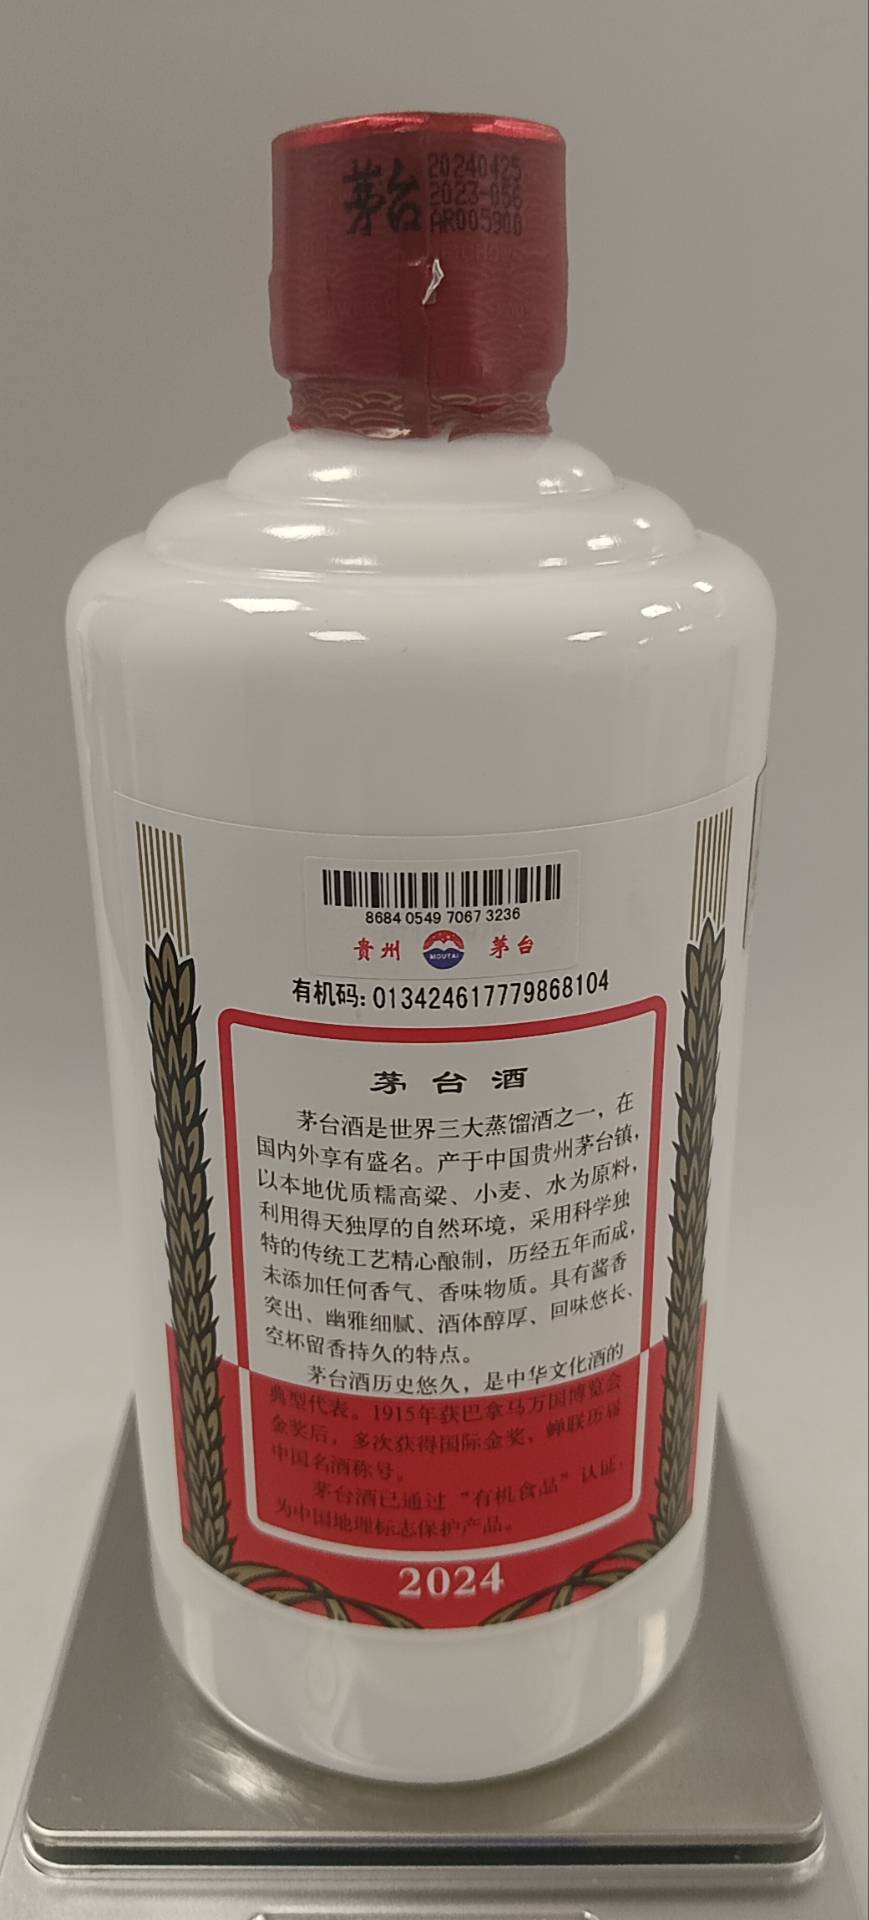 茅台
20240425
2023-056
AR005900
8684 0549 7067 3236
贵州 MOUTAI 茅台
有机码: 013424617779868104
茅台酒
茅台酒是世界三大蒸馏酒之一，在
国内外享有盛名。产于中国贵州茅台镇，
以本地优质糯高粱、小麦、水为原料，
利用得天独厚的自然环境，采用科学独
特的传统工艺精心酿制，历经五年而成，
未添加任何香气、香味物质。具有酱香
突出、幽雅细腻、酒体醇厚、回味悠长、
空杯留香持久的特点。
茅台酒历史悠久，是中华文化酒的
典型代表。1915年获巴拿马万国博览会
金奖后，多次获得国际金奖，蝉联历届
中国名酒称号。
茅台酒已通过“有机食品”认证，
为中国地理标志保护产品。
2024